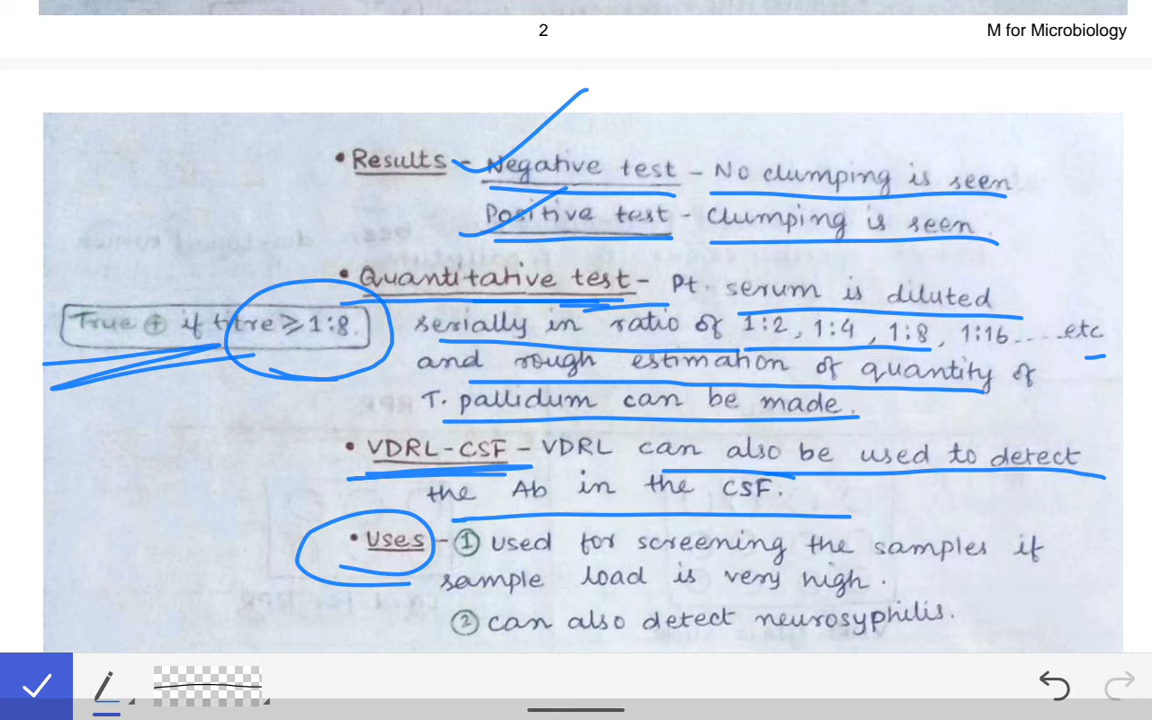 2
M for Microbiology
• Results - Negative test - No clumping is seen.
Positive test - Clumping is seen.
• Quantitative test - Pt. serum is diluted
True ⊕ if titre ≥ 1:8.
serially in ratio of 1:2, 1:4, 1:8, 1:16.....etc
and rough estimation of quantity of
T. pallidum can be made.
• VDRL-CSF - VDRL can also be used to detect
the Ab in the CSF.
• Uses - ① used for screening the samples if
sample load is very high.
② can also detect neurosyphilis.